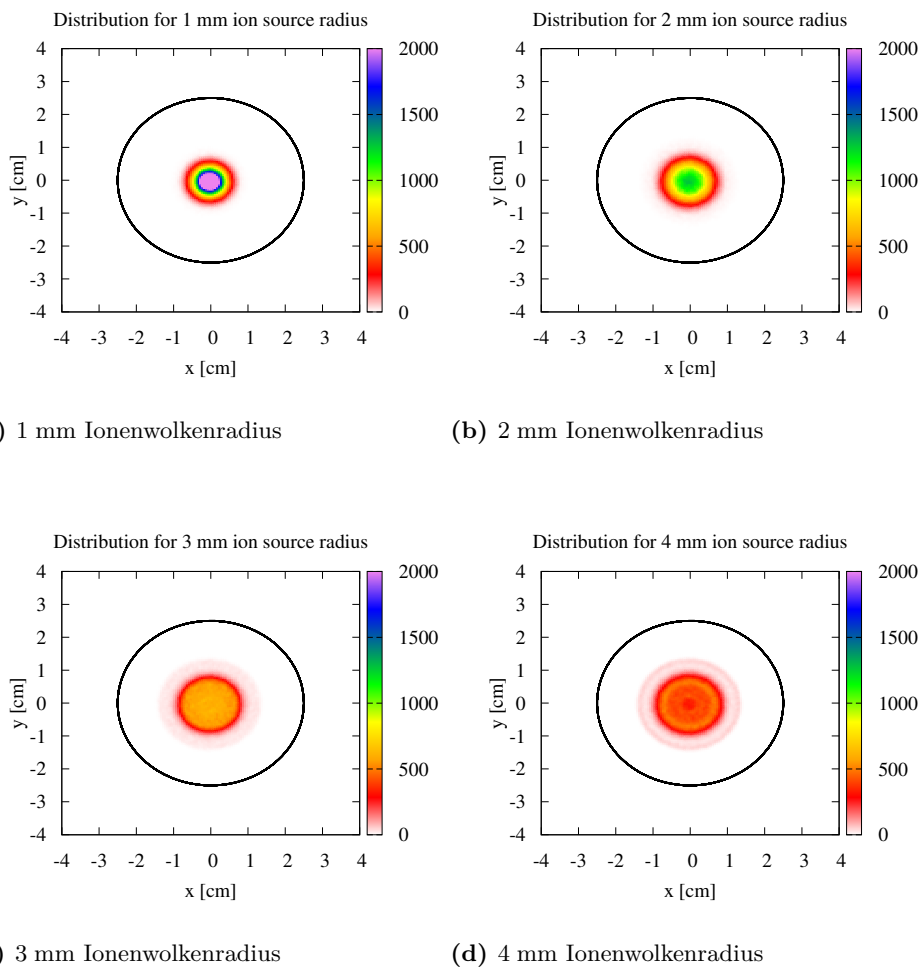 Distribution for 1 mm ion source radius
4
3
2
1
0
-1
-2
-3
-4
y [cm]
-4 -3 -2 -1 0 1 2 3 4
x [cm]
2000
1500
1000
500
0
) 1 mm Ionenwolkenradius
Distribution for 2 mm ion source radius
4
3
2
1
0
-1
-2
-3
-4
y [cm]
-4 -3 -2 -1 0 1 2 3 4
x [cm]
2000
1500
1000
500
0
(b) 2 mm Ionenwolkenradius
Distribution for 3 mm ion source radius
4
3
2
1
0
-1
-2
-3
-4
y [cm]
-4 -3 -2 -1 0 1 2 3 4
x [cm]
2000
1500
1000
500
0
) 3 mm Ionenwolkenradius
Distribution for 4 mm ion source radius
4
3
2
1
0
-1
-2
-3
-4
y [cm]
-4 -3 -2 -1 0 1 2 3 4
x [cm]
2000
1500
1000
500
0
(d) 4 mm Ionenwolkenradius